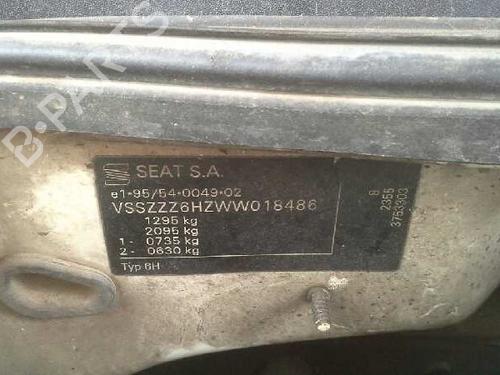 B-PARTS
SEAT S.A.
e1*95/54*0049*02
VSSZZZ6HZWW018486
1295 kg
2095 kg
1- 0735 kg
2- 0630 kg
Typ 6H
8
2355
3753303